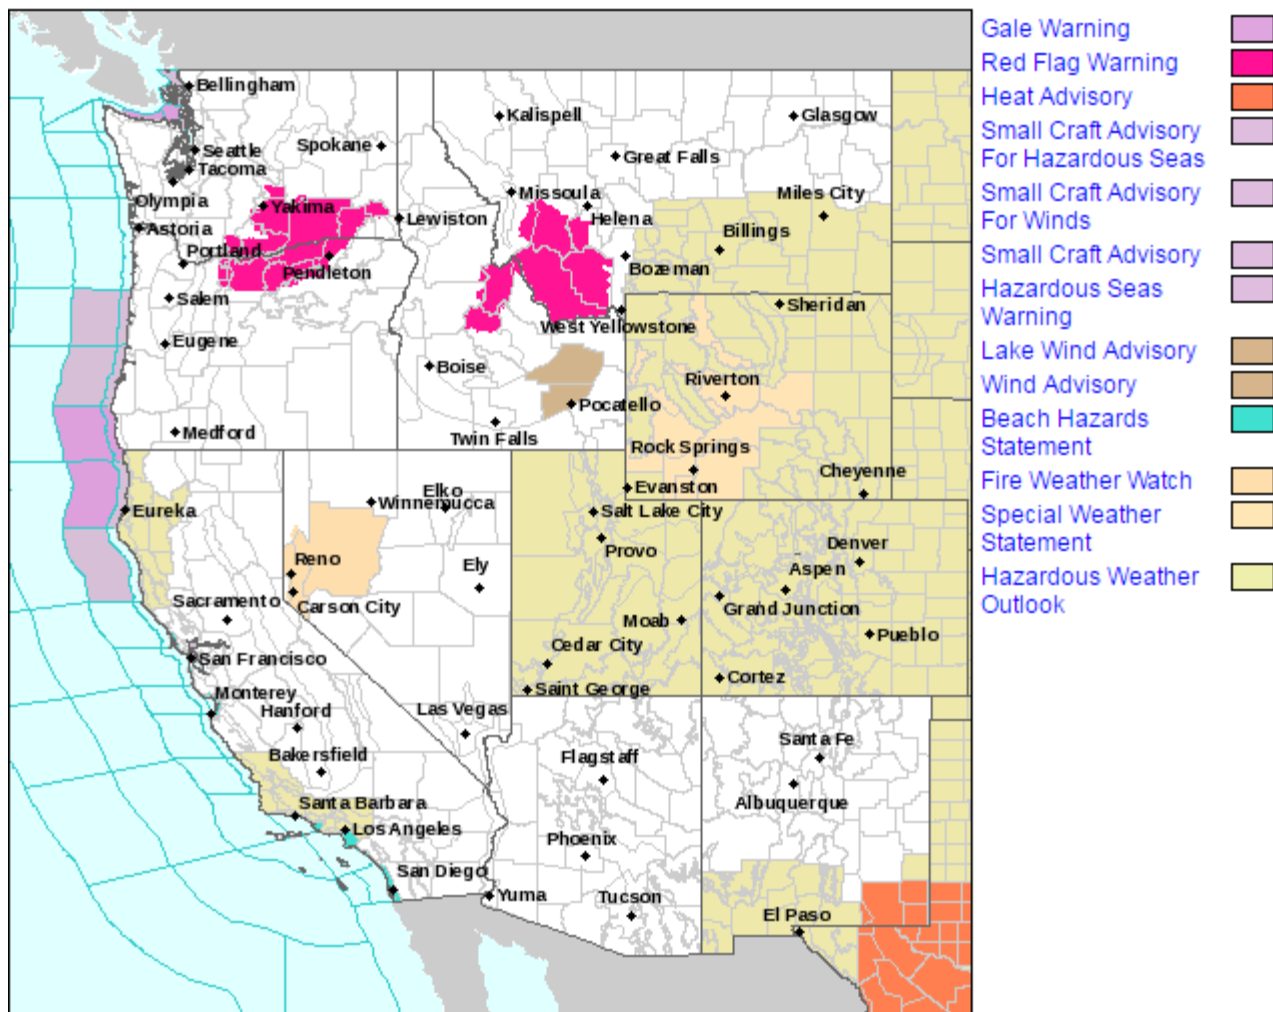 Bellingham
Kalispell
Glasgow
Seattle
Spokane
Great Falls
Tacoma
Missoula
Miles City
Olympia
Yakima
Lewiston
Helena
Astoria
Billings
Portland
Pendleton
Bozeman
Salem
Sheridan
West Yellowstone
Eugene
Boise
Riverton
Pocatello
Medford
Twin Falls
Rock Springs
Cheyenne
Elko
Evanston
Winnemucca
Eureka
Salt Lake City
Denver
Provo
Reno
Ely
Aspen
Sacramento
Carson City
Grand Junction
Moab
Pueblo
Cedar City
San Francisco
Cortez
Saint George
Monterey
Hanford
Las Vegas
Santa Fe
Bakersfield
Flagstaff
Santa Barbara
Albuquerque
Los Angeles
Phoenix
San Diego
Yuma
Tucson
El Paso
Gale Warning
Red Flag Warning
Heat Advisory
Small Craft Advisory
For Hazardous Seas
Small Craft Advisory
For Winds
Small Craft Advisory
Hazardous Seas
Warning
Lake Wind Advisory
Wind Advisory
Beach Hazards
Statement
Fire Weather Watch
Special Weather
Statement
Hazardous Weather
Outlook